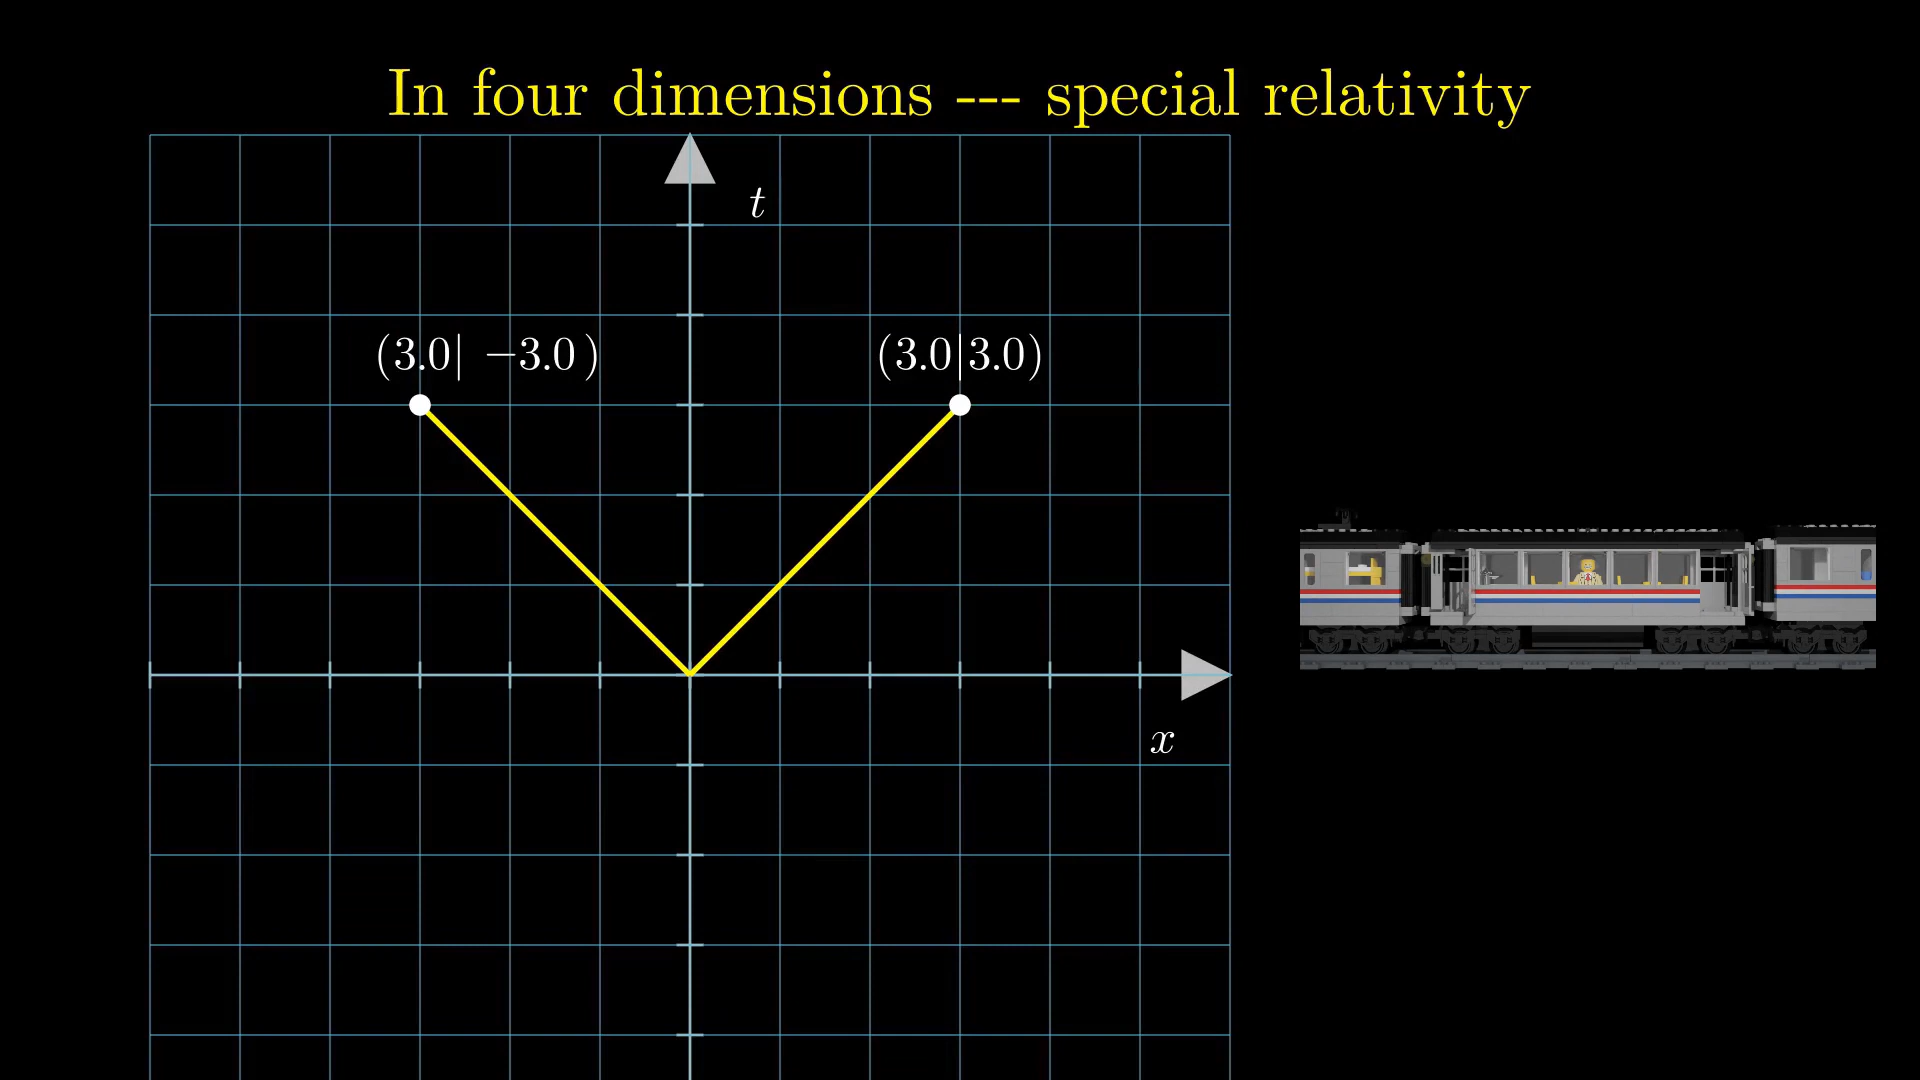 In four dimensions --- special relativity
t
(3.0| −3.0)
(3.0|3.0)
x